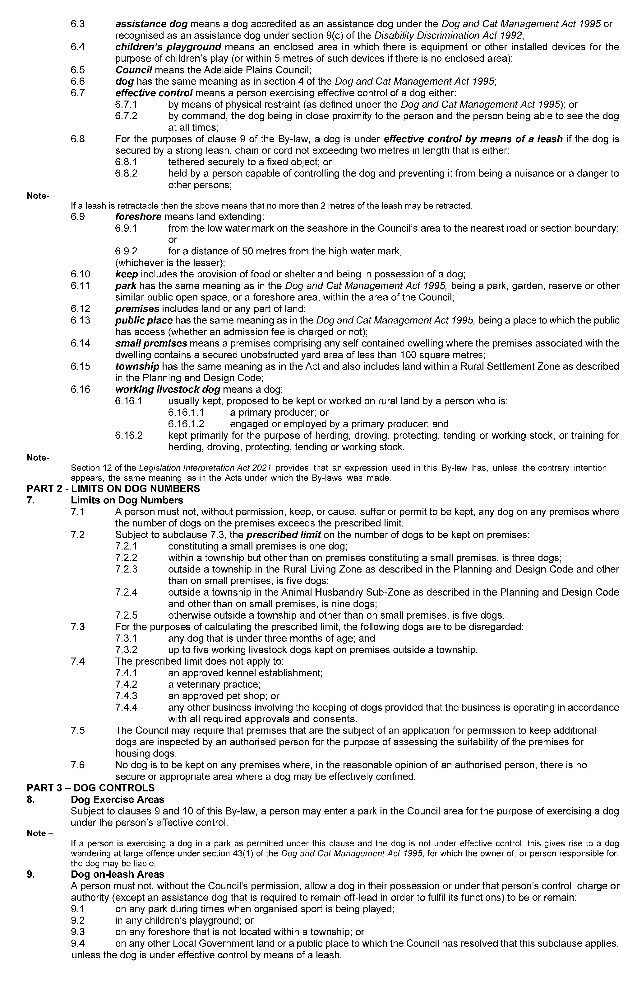 6.3 assistance dog means a dog accredited as an assistance dog under the Dog and Cat Management Act 1995 or
recognised as an assistance dog under section 9(c) of the Disability Discrimination Act 1992;
6.4 children's playground means an enclosed area in which there is equipment or other installed devices for the
purpose of children's play (or within 5 metres of such devices if there is no enclosed area);
6.5 Council means the Adelaide Plains Council;
6.6 dog has the same meaning as in section 4 of the Dog and Cat Management Act 1995;
6.7 effective control means a person exercising effective control of a dog either:
6.7.1 by means of physical restraint (as defined under the Dog and Cat Management Act 1995); or
6.7.2 by command, the dog being in close proximity to the person and the person being able to see the dog
at all times;
6.8 For the purposes of clause 9 of the By-law, a dog is under effective control by means of a leash if the dog is
secured by a strong leash, chain or cord not exceeding two metres in length that is either:
6.8.1 tethered securely to a fixed object; or
6.8.2 held by a person capable of controlling the dog and preventing it from being a nuisance or a danger to
other persons;
Note-
If a leash is retractable then the above means that no more than 2 metres of the leash may be retracted.
6.9 foreshore means land extending:
6.9.1 from the low water mark on the seashore in the Council's area to the nearest road or section boundary;
or
6.9.2 for a distance of 50 metres from the high water mark,
(whichever is the lesser);
6.10 keep includes the provision of food or shelter and being in possession of a dog;
6.11 park has the same meaning as in the Dog and Cat Management Act 1995, being a park, garden, reserve or other
similar public open space, or a foreshore area, within the area of the Council;
6.12 premises includes land or any part of land;
6.13 public place has the same meaning as in the Dog and Cat Management Act 1995, being a place to which the public
has access (whether an admission fee is charged or not);
6.14 small premises means a premises comprising any self-contained dwelling where the premises associated with the
dwelling contains a secured unobstructed yard area of less than 100 square metres;
6.15 township has the same meaning as in the Act and also includes land within a Rural Settlement Zone as described
in the Planning and Design Code;
6.16 working livestock dog means a dog:
6.16.1 usually kept, proposed to be kept or worked on rural land by a person who is:
6.16.1.1 a primary producer; or
6.16.1.2 engaged or employed by a primary producer; and
6.16.2 kept primarily for the purpose of herding, droving, protecting, tending or working stock, or training for
herding, droving, protecting, tending or working stock.
Note-
Section 12 of the Legislation Interpretation Act 2021 provides that an expression used in this By-law has, unless the contrary intention
appears, the same meaning as in the Acts under which the By-laws was made.
PART 2 - LIMITS ON DOG NUMBERS
7. Limits on Dog Numbers
7.1 A person must not, without permission, keep, or cause, suffer or permit to be kept, any dog on any premises where
the number of dogs on the premises exceeds the prescribed limit.
7.2 Subject to subclause 7.3, the prescribed limit on the number of dogs to be kept on premises:
7.2.1 constituting a small premises is one dog;
7.2.2 within a township but other than on premises constituting a small premises, is three dogs;
7.2.3 outside a township in the Rural Living Zone as described in the Planning and Design Code and other
than on small premises, is five dogs;
7.2.4 outside a township in the Animal Husbandry Sub-Zone as described in the Planning and Design Code
and other than on small premises, is nine dogs;
7.2.5 otherwise outside a township and other than on small premises, is five dogs.
7.3 For the purposes of calculating the prescribed limit, the following dogs are to be disregarded:
7.3.1 any dog that is under three months of age; and
7.3.2 up to five working livestock dogs kept on premises outside a township.
7.4 The prescribed limit does not apply to:
7.4.1 an approved kennel establishment;
7.4.2 a veterinary practice;
7.4.3 an approved pet shop; or
7.4.4 any other business involving the keeping of dogs provided that the business is operating in accordance
with all required approvals and consents.
7.5 The Council may require that premises that are the subject of an application for permission to keep additional
dogs are inspected by an authorised person for the purpose of assessing the suitability of the premises for
housing dogs.
7.6 No dog is to be kept on any premises where, in the reasonable opinion of an authorised person, there is no
secure or appropriate area where a dog may be effectively confined.
PART 3 – DOG CONTROLS
8. Dog Exercise Areas
Subject to clauses 9 and 10 of this By-law, a person may enter a park in the Council area for the purpose of exercising a dog
under the person's effective control.
Note –
If a person is exercising a dog in a park as permitted under this clause and the dog is not under effective control, this gives rise to a dog
wandering at large offence under section 43(1) of the Dog and Cat Management Act 1995, for which the owner of, or person responsible for,
the dog may be liable.
9. Dog on-leash Areas
A person must not, without the Council's permission, allow a dog in their possession or under that person's control, charge or
authority (except an assistance dog that is required to remain off-lead in order to fulfil its functions) to be or remain:
9.1 on any park during times when organised sport is being played;
9.2 in any children's playground; or
9.3 on any foreshore that is not located within a township; or
9.4 on any other Local Government land or a public place to which the Council has resolved that this subclause applies,
unless the dog is under effective control by means of a leash.